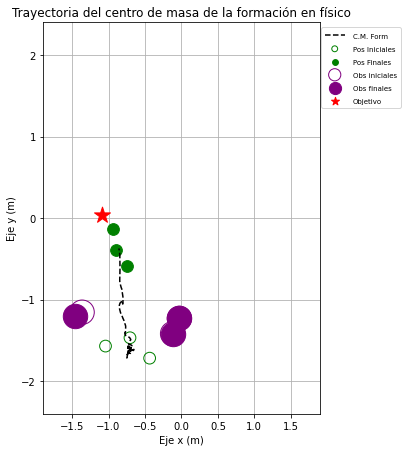 Trayectoria del centro de masa de la formación en físico
C.M. Form
Pos Iniciales
Pos Finales
Obs iniciales
Obs finales
Objetivo
Eje y (m)
2
1
0
−1
−2
−1.5
−1.0
−0.5
0.0
0.5
1.0
1.5
Eje x (m)